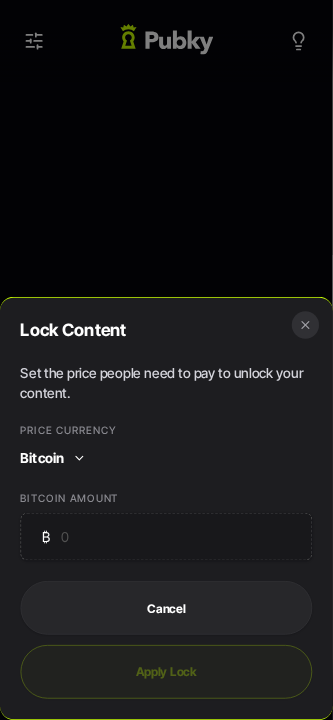 Pubky
Lock Content
Set the price people need to pay to unlock your
content.
PRICE CURRENCY
Bitcoin
BITCOIN AMOUNT
₿ 0
Cancel
Apply Lock